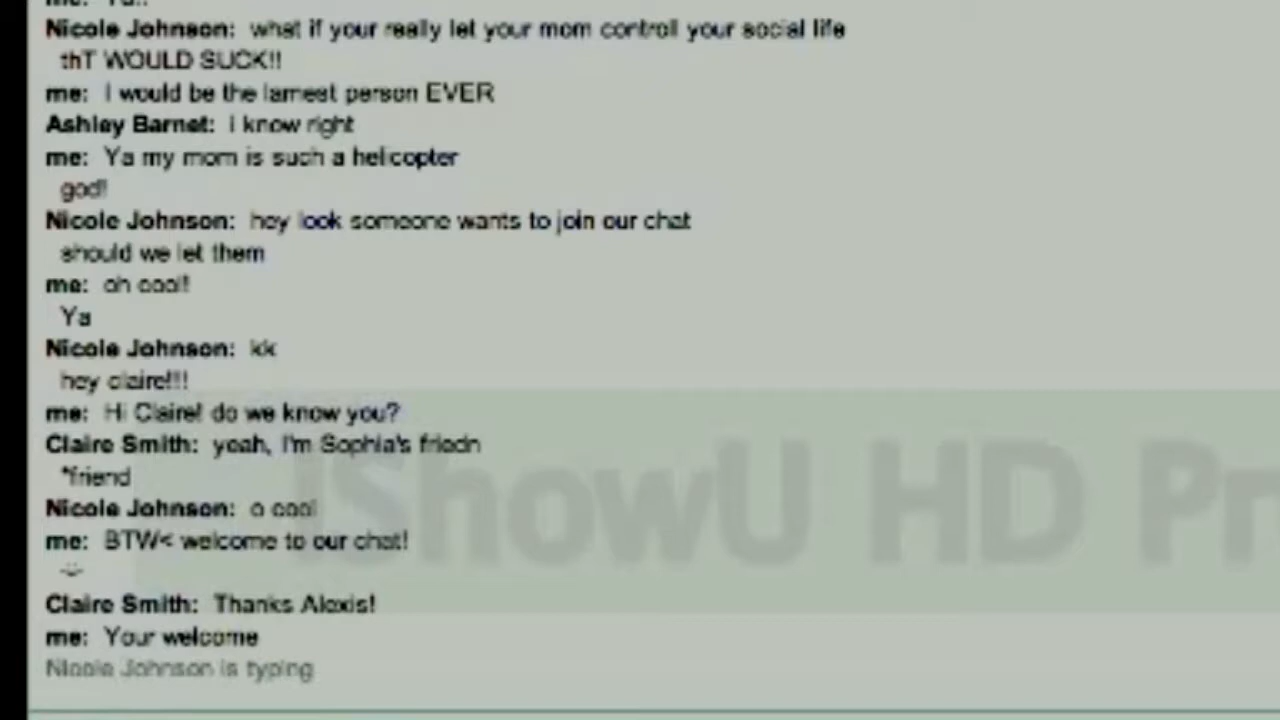 me: Ya..
Nicole Johnson: what if your really let your mom controll your social life
thT WOULD SUCK!!
me: I would be the lamest person EVER
Ashley Barnet: I know right
me: Ya my mom is such a helicopter
god!
Nicole Johnson: hey look someone wants to join our chat
should we let them
me: oh cool!
Ya
Nicole Johnson: kk
hey claire!!!
me: Hi Claire! do we know you?
Claire Smith: yeah, I'm Sophia's friedn
*friend
Nicole Johnson: o cool
me: BTW< welcome to our chat!
Claire Smith: Thanks Alexis!
me: Your welcome
Nicole Johnson is typing
iShowU HD Pr